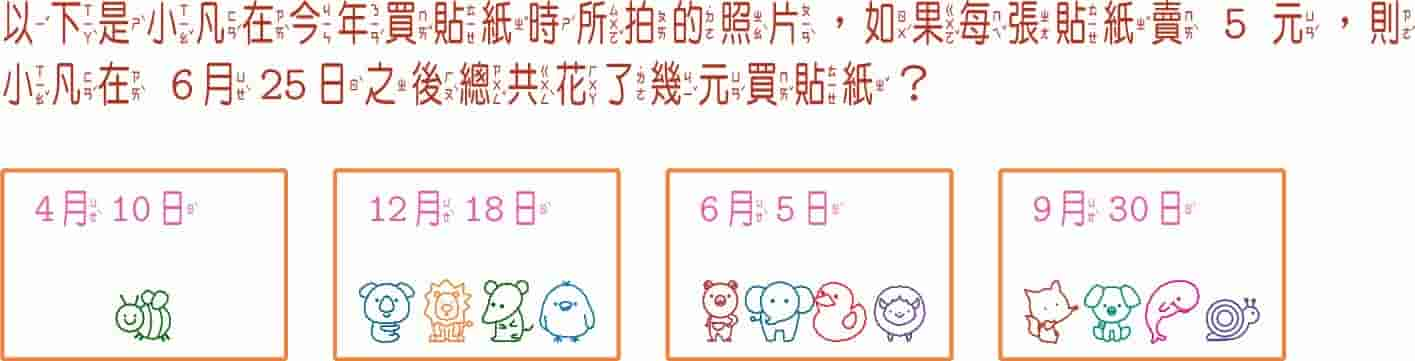 以下是小凡在今年買貼紙時所拍的照片，如果每張貼紙賣 5 元，則
小凡在 6月25日之後總共花了幾元買貼紙？
4月10日
12月18日
6月5日
9月30日